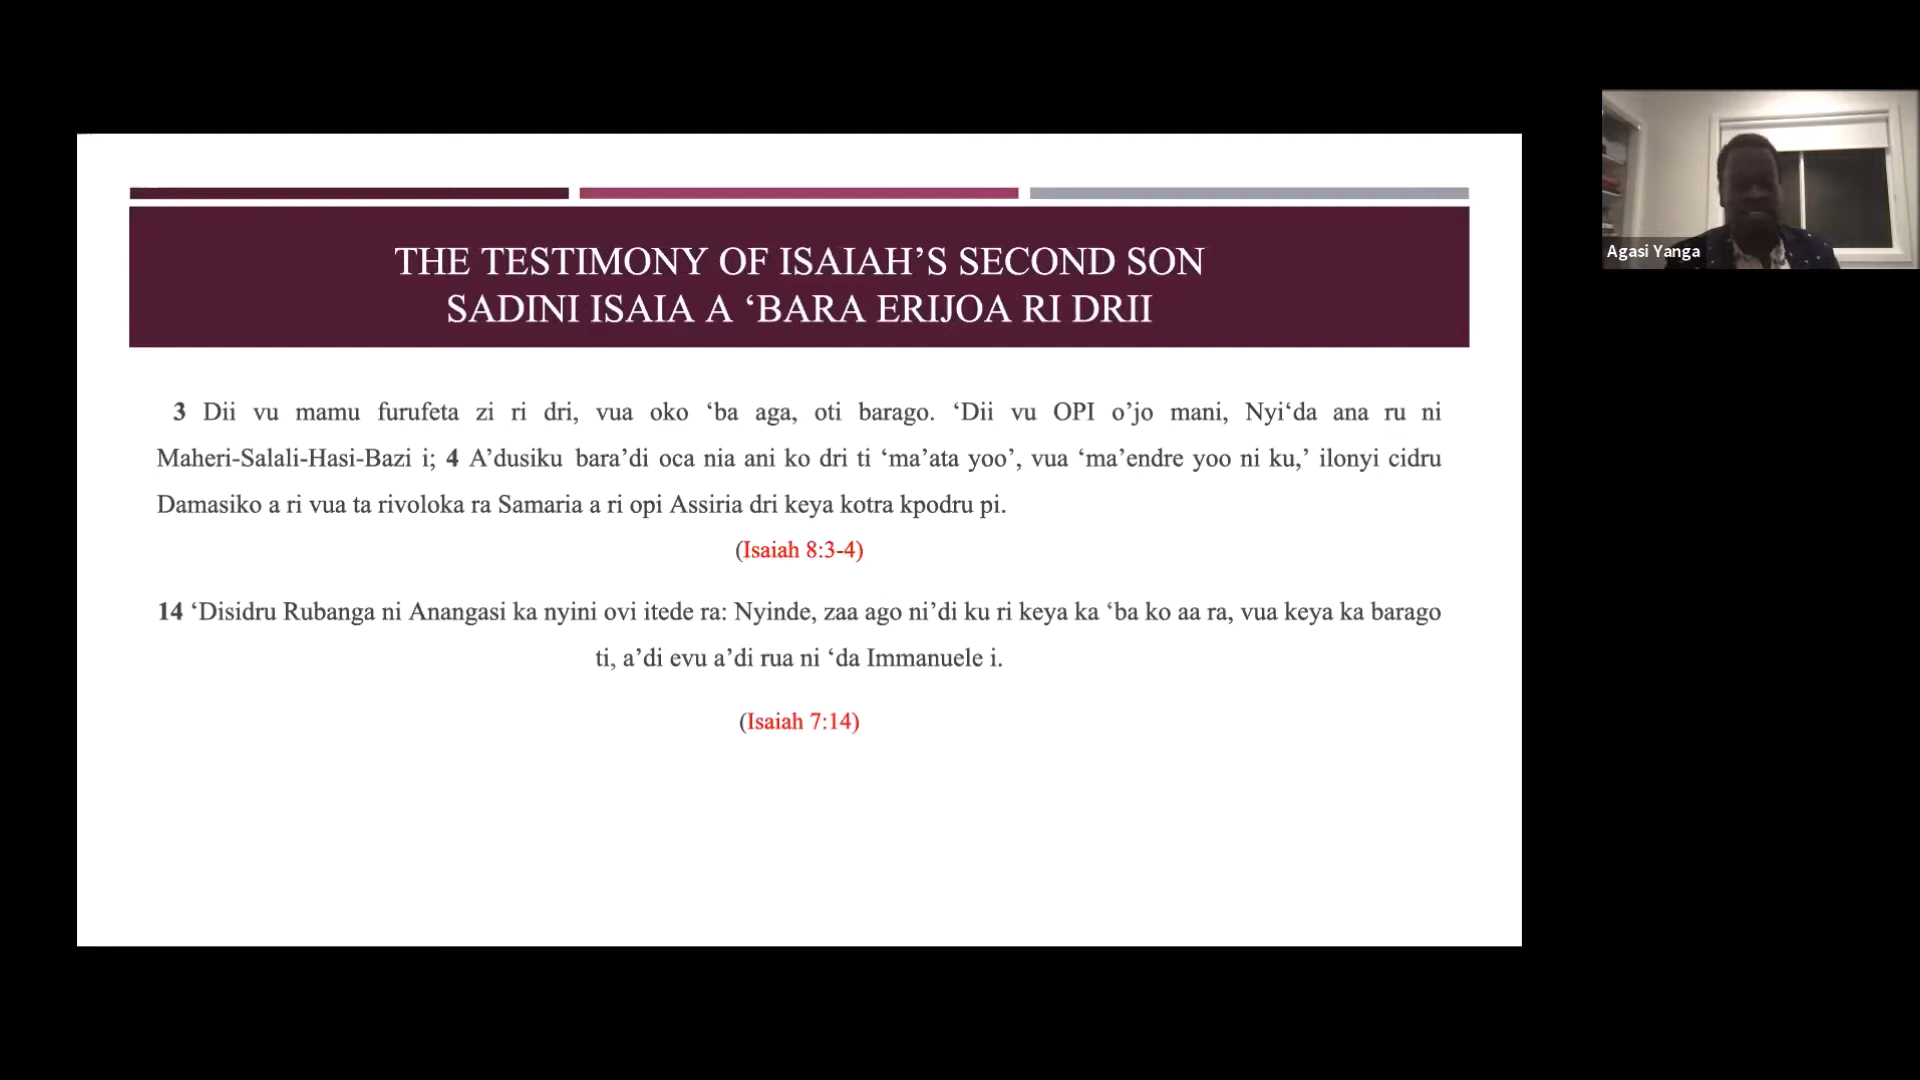 THE TESTIMONY OF ISAIAH’S SECOND SON
SADINI ISAIA A ‘BARA ERIJOA RI DRII
3 Dii vu mamu furufeta zi ri dri, vua oko ‘ba aga, oti barago. ‘Dii vu OPI o’jo mani, Nyi‘da ana ru ni
Maheri-Salali-Hasi-Bazi i; 4 A’dusiku bara’di oca nia ani ko dri ti ‘ma’ata yoo’, vua ‘ma’endre yoo ni ku,’ ilonyi cidru
Damasiko a ri vua ta rivoloka ra Samaria a ri opi Assiria dri keya kotra kpodru pi.
(Isaiah 8:3-4)
14 ‘Disidru Rubanga ni Anangasi ka nyini ovi itede ra: Nyinde, zaa ago ni’di ku ri keya ka ‘ba ko aa ra, vua keya ka barago
ti, a’di evu a’di rua ni ‘da Immanuele i.
(Isaiah 7:14)
Agasi Yanga